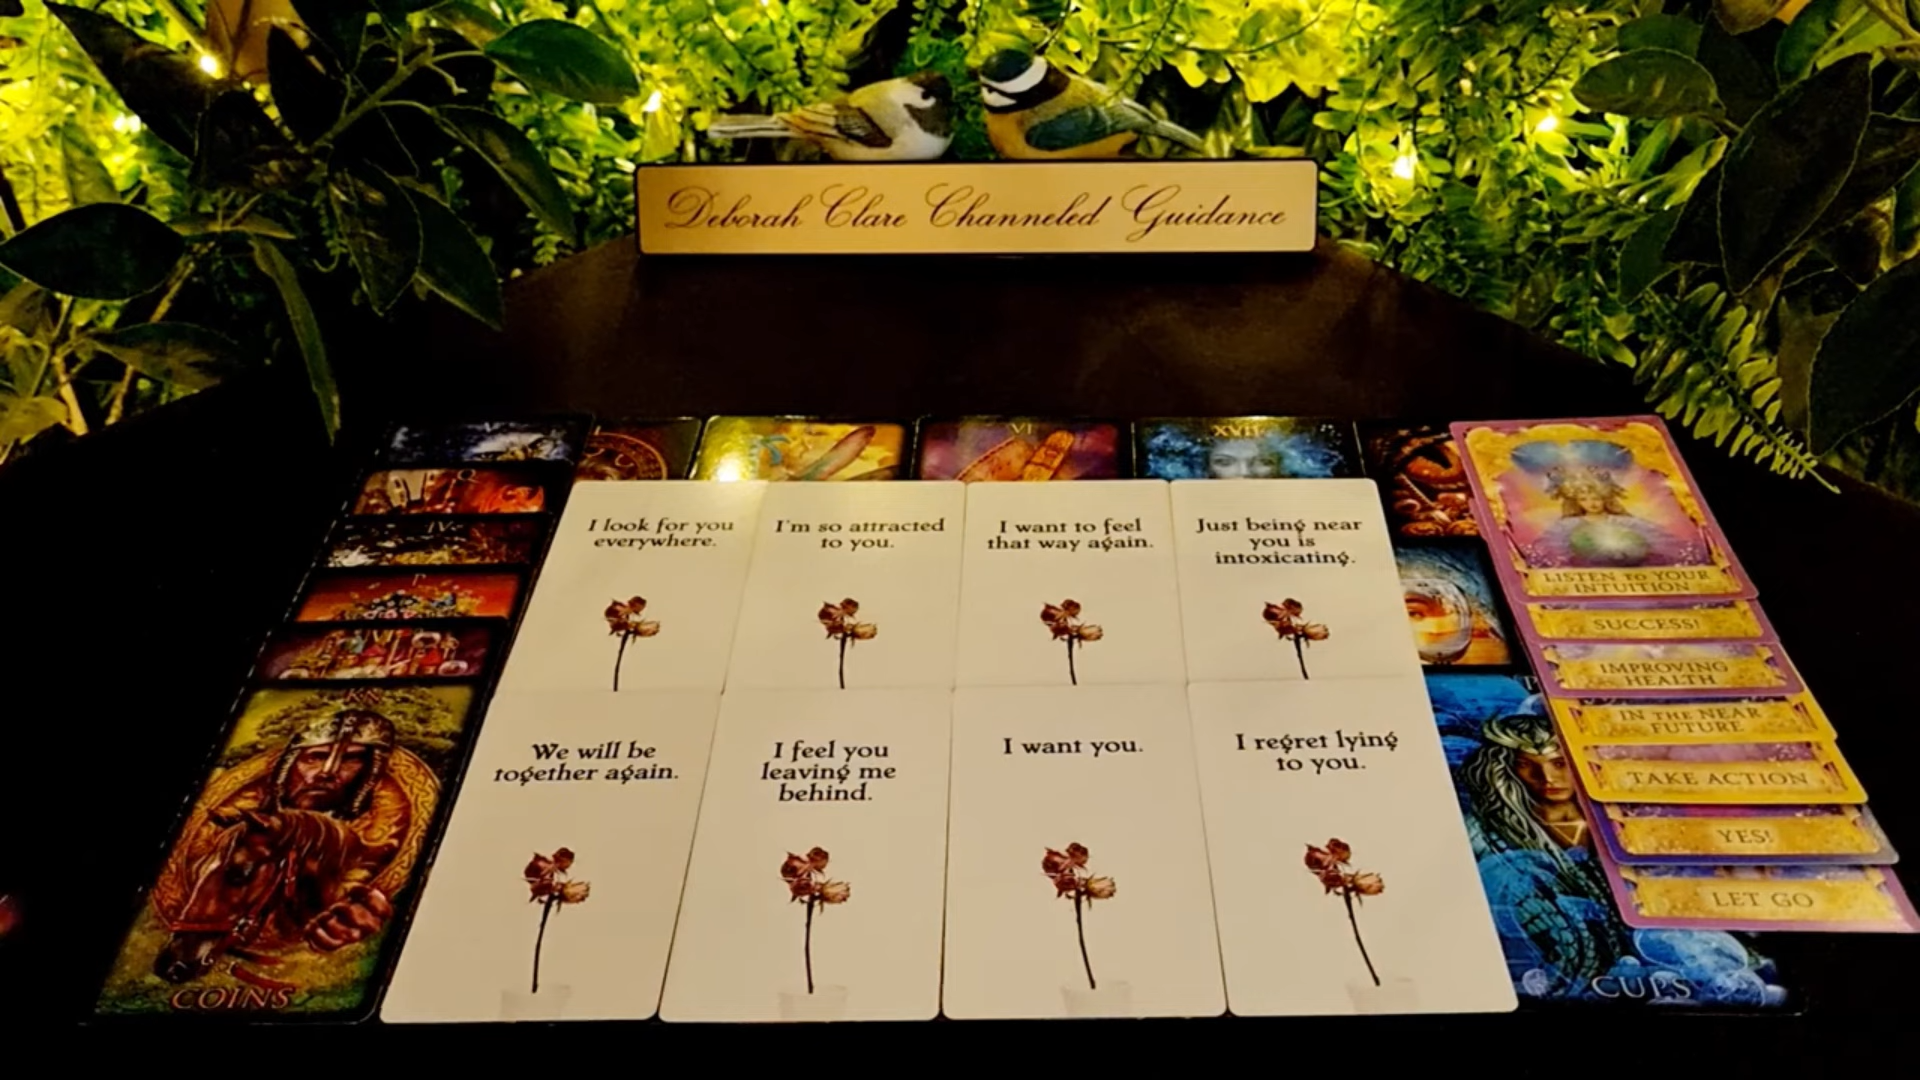 Deborah Clare Channeled Guidance
VI
XVII
I look for you
everywhere.
I'm so attracted
to you.
I want to feel
that way again.
Just being near
you is
intoxicating.
We will be
together again.
I feel you
leaving me
behind.
I want you.
I regret lying
to you.
LISTEN TO YOUR
INTUITION
SUCCESS!
IMPROVING
HEALTH
IN THE NEAR
FUTURE
TAKE ACTION
YES!
LET GO
KN
COINS
CUPS